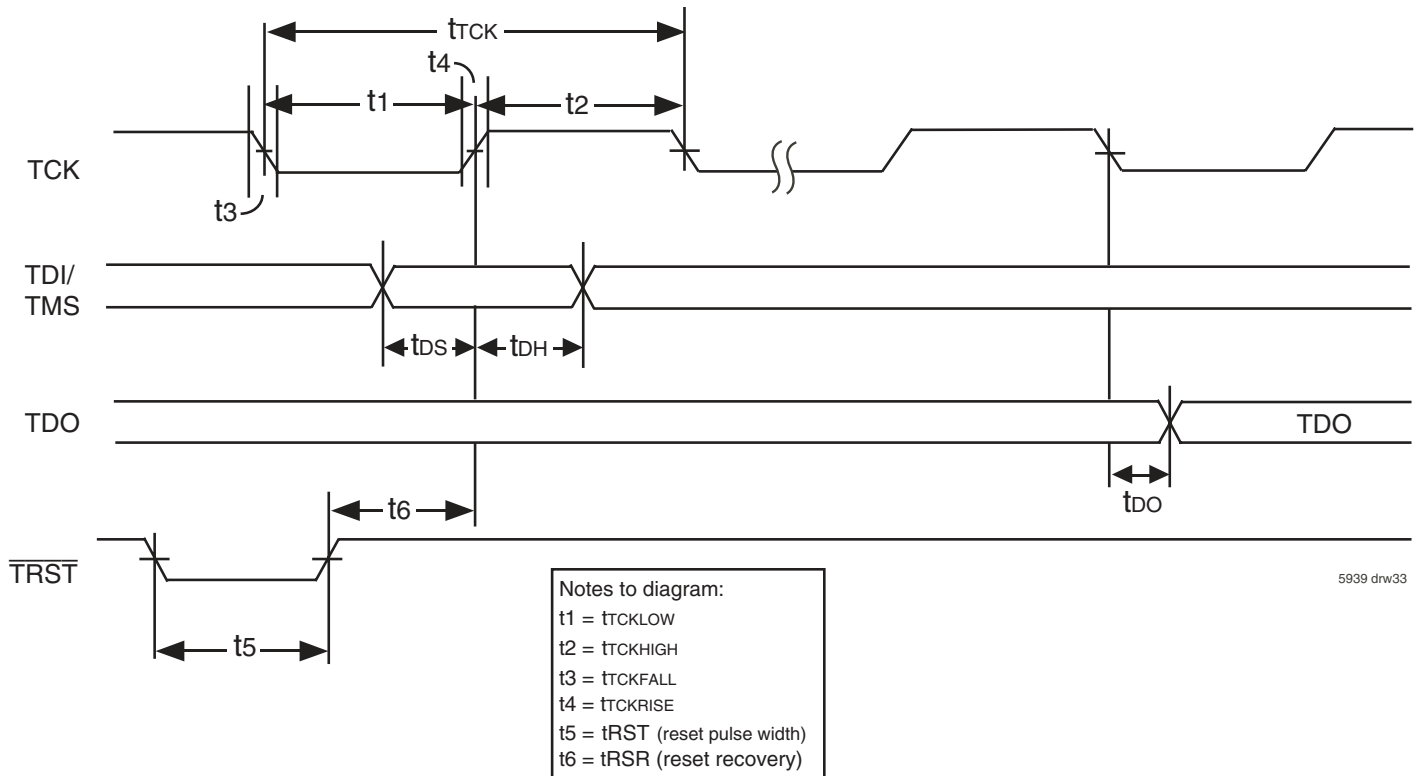 tTCK
t4
t1
t2
TCK
t3
TDI/
TMS
tDS
tDH
TDO
TDO
t6
tDO
TRST
5939 drw33
t5
Notes to diagram:
t1 = tTCKLOW
t2 = tTCKHIGH
t3 = tTCKFALL
t4 = tTCKRISE
t5 = tRST (reset pulse width)
t6 = tRSR (reset recovery)